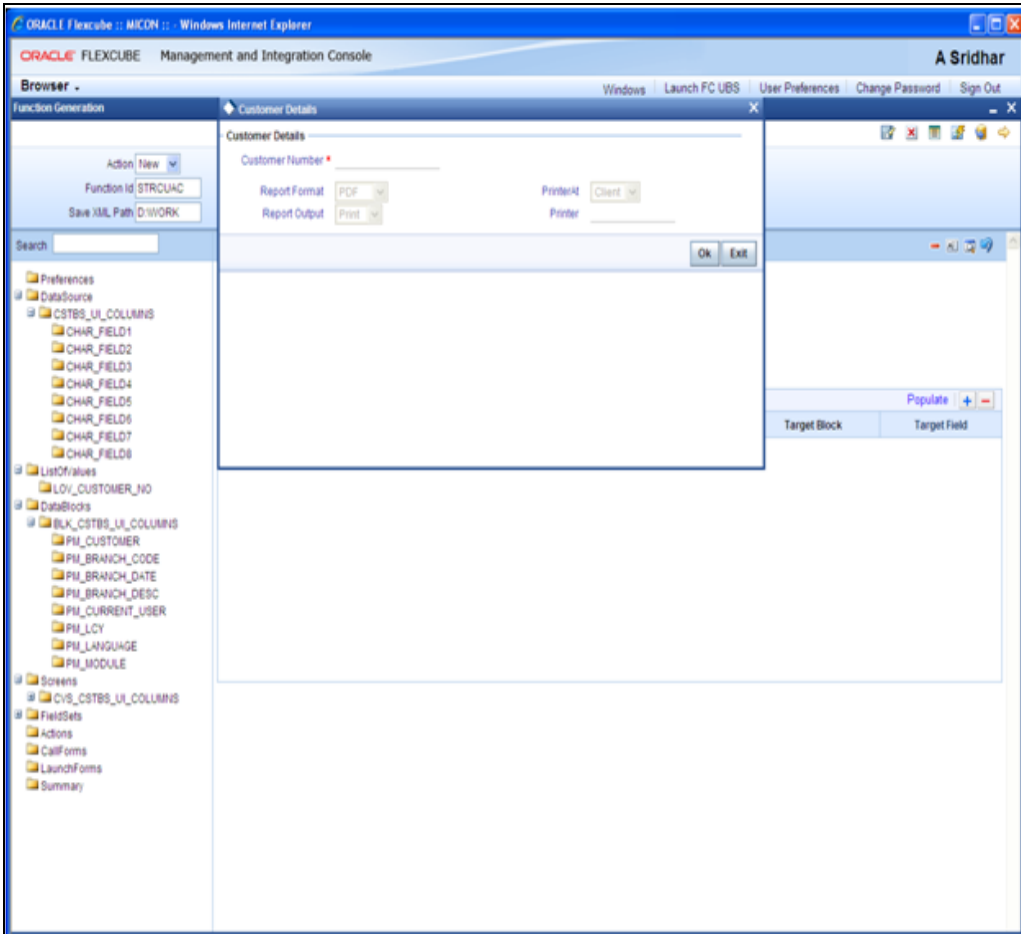 ORACLE Flexcube :: MICON :: - Windows Internet Explorer
ORACLE FLEXCUBE Management and Integration Console
A Sridhar
Browser
Windows Launch FC UBS User Preferences Change Password Sign Out
Function Generation
Customer Details
Customer Details
Customer Number *
Report Format PDF
PrinterAt Client
Report Output Print
Printer
Ok Exit
Action New
Function Id STRCUAC
Save XML Path D:\WORK
Search
Preferences
DataSource
CSTBS_UI_COLUMNS
CHAR_FIELD1
CHAR_FIELD2
CHAR_FIELD3
CHAR_FIELD4
CHAR_FIELD5
CHAR_FIELD6
CHAR_FIELD7
CHAR_FIELD8
ListOfValues
LOV_CUSTOMER_NO
DataBlocks
BLK_CSTBS_UI_COLUMNS
PM_CUSTOMER
PM_BRANCH_CODE
PM_BRANCH_DATE
PM_BRANCH_DESC
PM_CURRENT_USER
PM_LCY
PM_LANGUAGE
PM_MODULE
Screens
CVS_CSTBS_UI_COLUMNS
FieldSets
Actions
CallForms
LaunchForms
Summary
Populate + -
Target Block Target Field